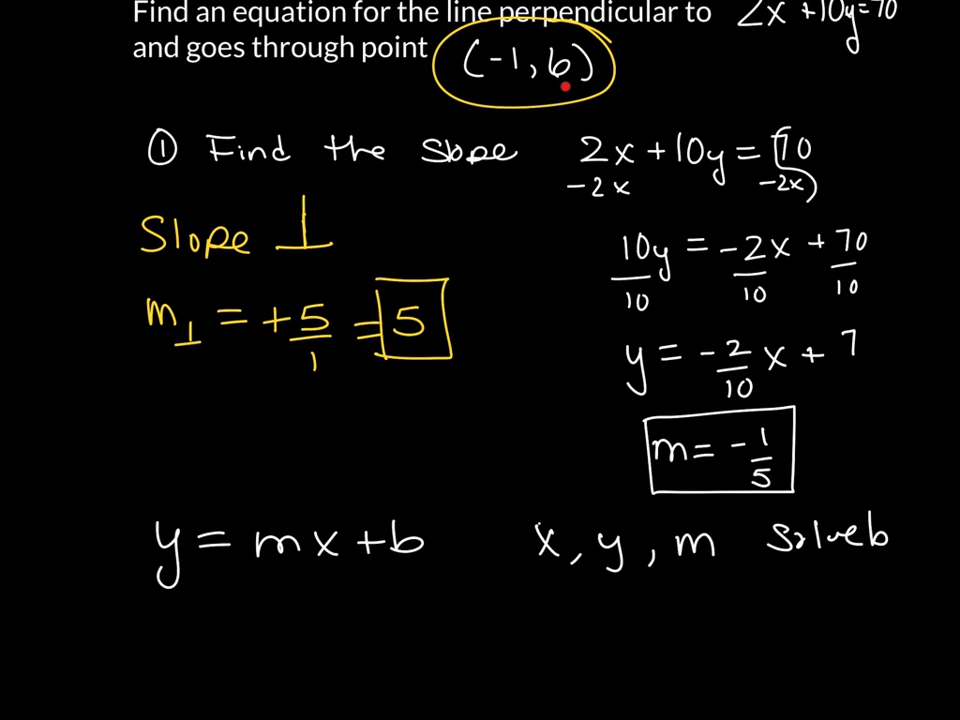 Find an equation for the line perpendicular to 2x + 10y = 70
and goes through point (-1, 6)
① Find the slope 2x + 10y = 70
-2x -2x
Slope ⊥
10y = -2x + 70
10 10 10
m⊥ = +5/1 = 5
y = -2/10 x + 7
m = -1/5
y = mx + b x, y, m solve b